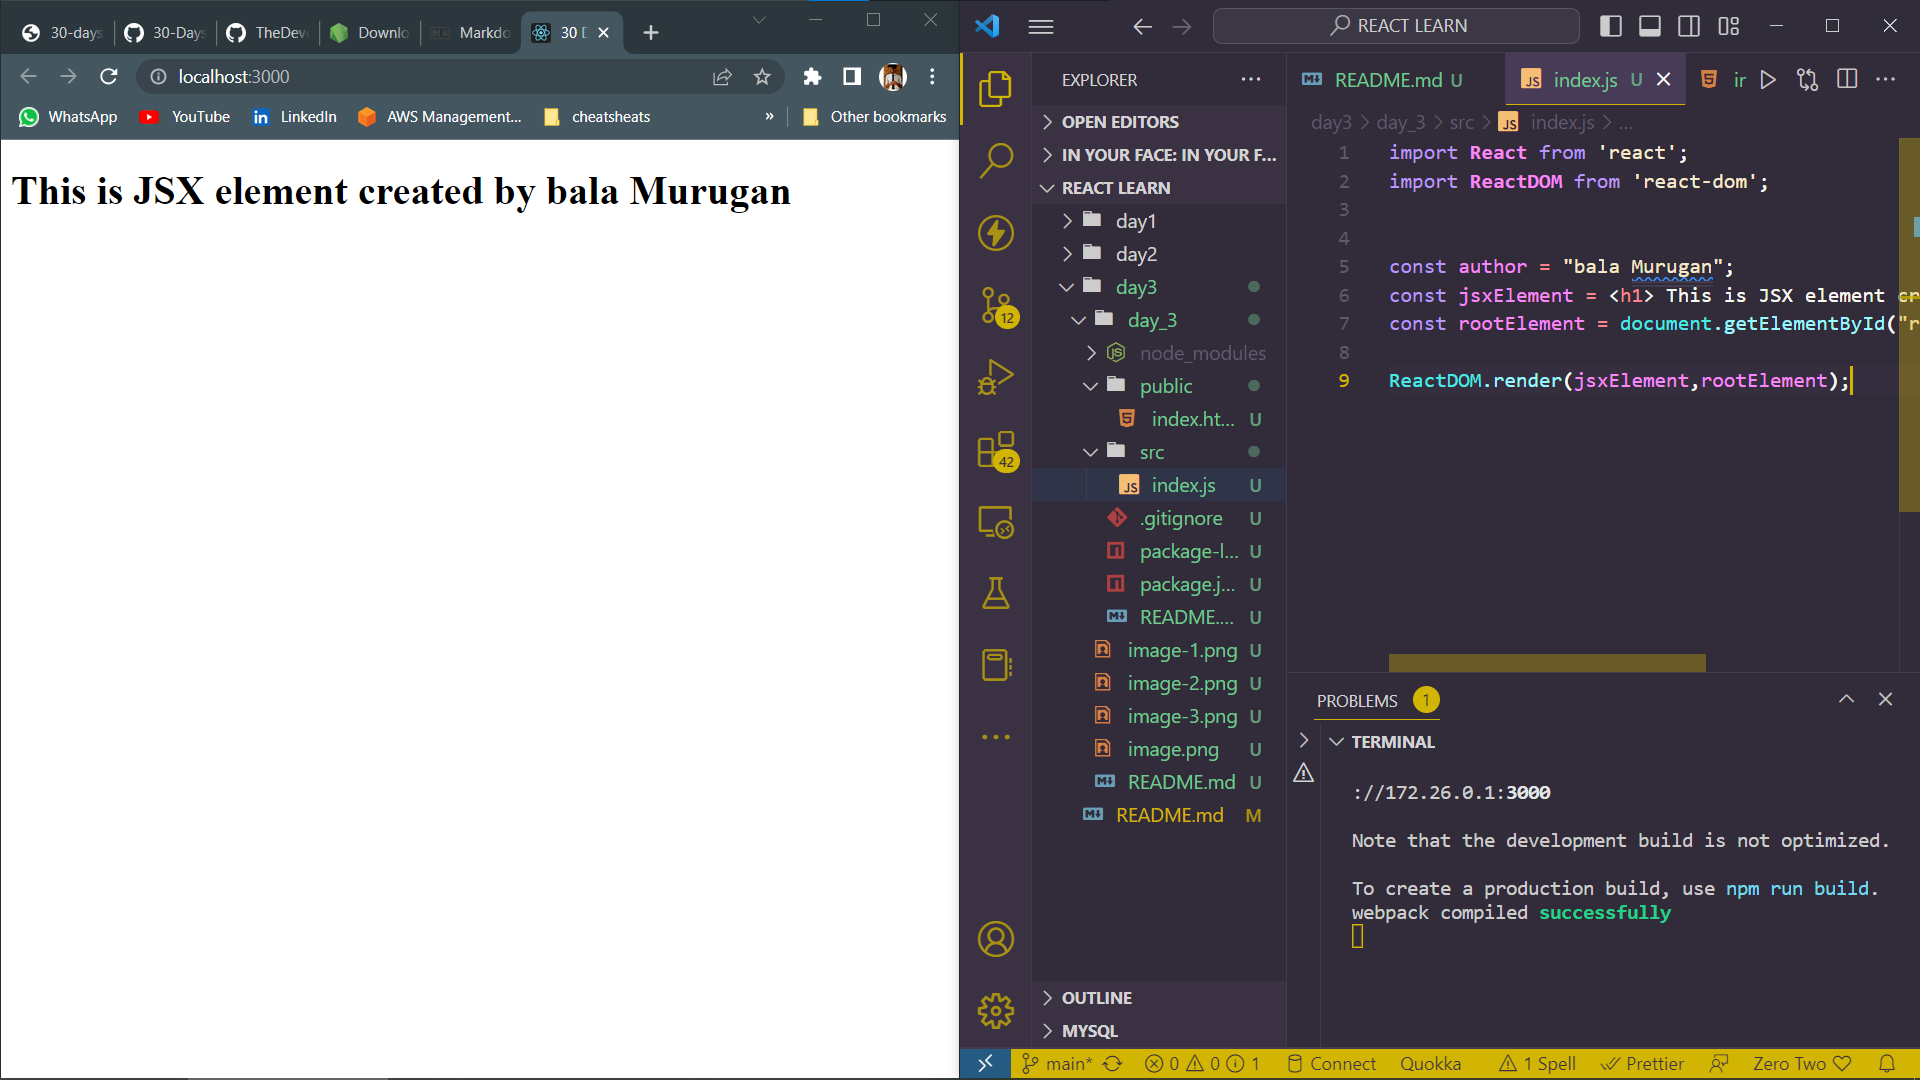 30-days
30-Days
TheDev
Downlo
Markdo
30 D
localhost:3000
WhatsApp
YouTube
LinkedIn
AWS Management...
cheatsheats
»
Other bookmarks
This is JSX element created by bala Murugan
REACT LEARN
12
42
EXPLORER
OPEN EDITORS
IN YOUR FACE: IN YOUR F...
REACT LEARN
day1
day2
day3
day_3
node_modules
public
index.ht... U
src
JS index.js U
.gitignore U
package-l... U
package.j... U
README.... U
image-1.png U
image-2.png U
image-3.png U
image.png U
README.md U
README.md M
OUTLINE
MYSQL
README.md U
JS index.js U
ir
day3 > day_3 > src > JS index.js > ...
1 import React from 'react';
2 import ReactDOM from 'react-dom';
3
4
5 const author = "bala Murugan";
6 const jsxElement = <h1> This is JSX element cr
7 const rootElement = document.getElementById("r
8
9 ReactDOM.render(jsxElement,rootElement);
PROBLEMS 1
TERMINAL
://172.26.0.1:3000
Note that the development build is not optimized.
To create a production build, use npm run build.
webpack compiled successfully
main* 0 0 1 Connect Quokka 1 Spell Prettier Zero Two